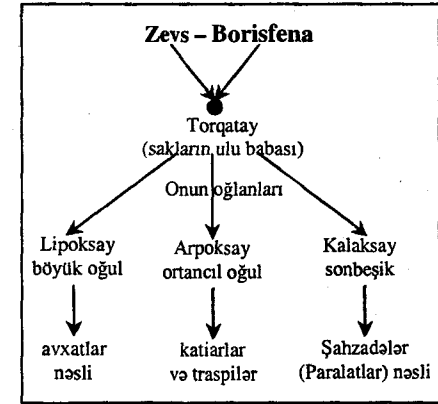 Zevs – Borisfena
Torqatay
(sakların ulu babası)
Onun oğlanları
Lipoksay
böyük oğul
Arpoksay
ortancıl oğul
Kalaksay
sonbeşik
avxatlar
nəsli
katiarlar
və traspilər
Şahzadələr
(Paralatlar) nəsli